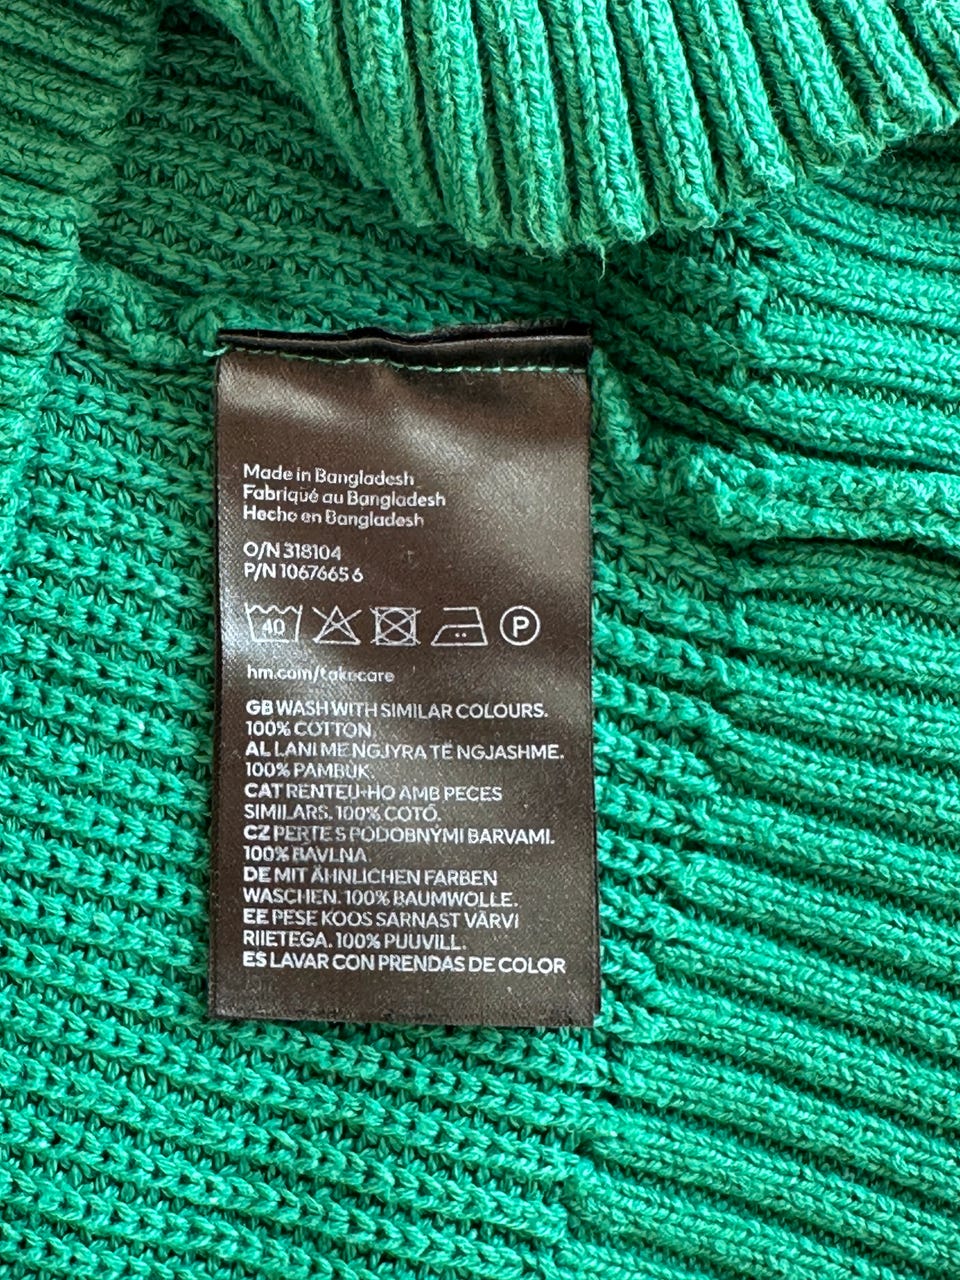 Made in Bangladesh
Fabriqué au Bangladesh
Hecho en Bangladesh
O/N 318104
P/N 1067665 6
40 P
hm.com/takecare
GB WASH WITH SIMILAR COLOURS.
100% COTTON.
AL LANI ME NGJYRA TË NGJASHME.
100% PAMBUK.
CAT RENTEU-HO AMB PECES
SIMILARS. 100% COTÓ.
CZ PERTE S PODOBNÝMI BARVAMI.
100% BAVLNA.
DE MIT ÄHNLICHEN FARBEN
WASCHEN. 100% BAUMWOLLE.
EE PESE KOOS SARNAST VÄRVI
RIIETEGA. 100% PUUVILL.
ES LAVAR CON PRENDAS DE COLOR